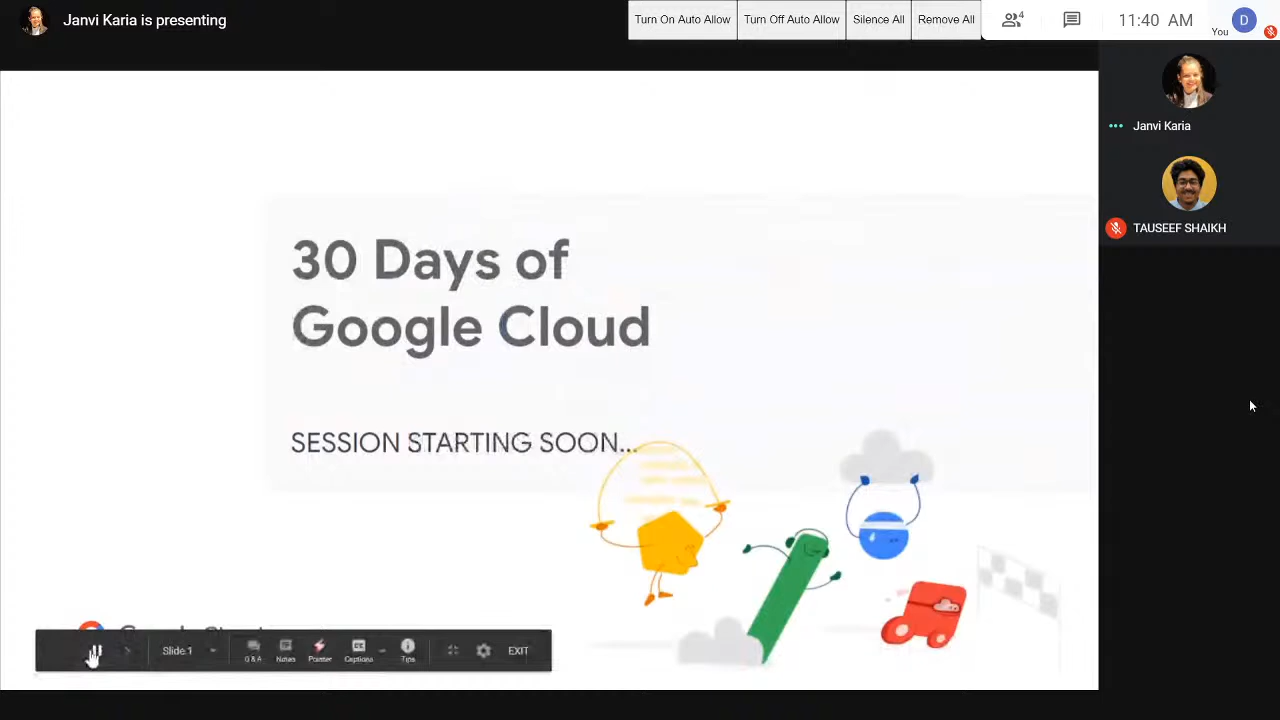 Janvi Karia is presenting
Turn On Auto Allow
Turn Off Auto Allow
Silence All
Remove All
4
11:40 AM
You
D
Janvi Karia
TAUSEEF SHAIKH
30 Days of
Google Cloud
SESSION STARTING SOON...
Slide 1
Q & A
Notes
Pointer
CC
Captions
Tips
EXIT